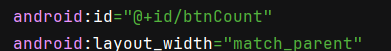 android:id="@+id/btnCount"
android:layout_width="match_parent"